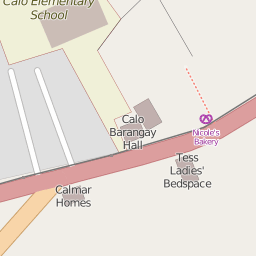 Calo Elementary
School
Calo
Barangay
Hall
Nicole's
Bakery
Tess
Ladies'
Bedspace
Calmar
Homes